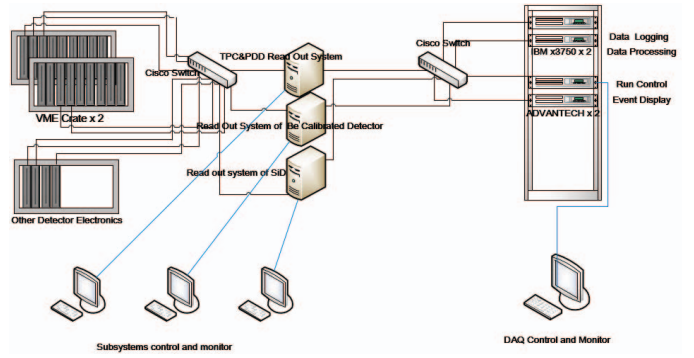 TPC&PDD Read Out System
Cisco Switch
Cisco Switch
VME Crate x 2
Read Out System of Be Calibrated Detector
Read out system of SiD
Other Detector Electronics
Data Logging
IBM x3750 x 2
Data Processing
Run Control
Event Display
ADVANTECH x 2
Subsystems control and monitor
DAQ Control and Monitor